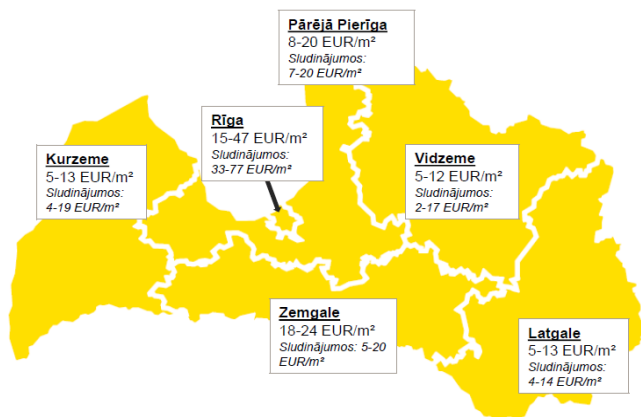 Pārējā Pierīga
8-20 EUR/m²
Sludinājumos:
7-20 EUR/m²
Rīga
15-47 EUR/m²
Sludinājumos:
33-77 EUR/m²
Kurzeme
5-13 EUR/m²
Sludinājumos:
4-19 EUR/m²
Vidzeme
5-12 EUR/m²
Sludinājumos:
2-17 EUR/m²
Zemgale
18-24 EUR/m²
Sludinājumos: 5-20
EUR/m²
Latgale
5-13 EUR/m²
Sludinājumos:
4-14 EUR/m²